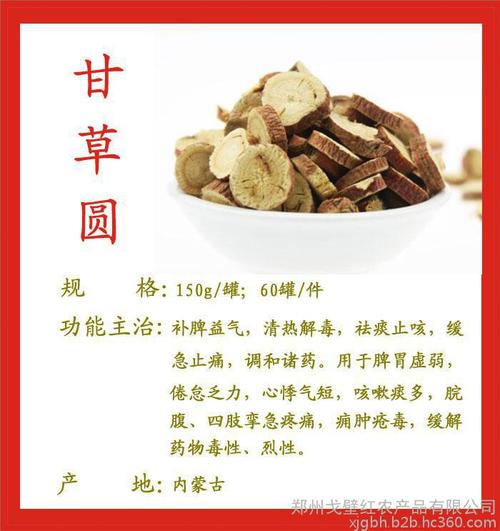 甘草圆
规 格: 150g/罐; 60罐/件
功能主治: 补脾益气，清热解毒，祛痰止咳，缓
急止痛，调和诸药。用于脾胃虚弱，
倦怠乏力，心悸气短，咳嗽痰多，脘
腹、四肢挛急疼痛，痈肿疮毒，缓解
药物毒性、烈性。
产 地: 内蒙古
郑州戈壁红农产品有限公司
xjgbh.b2b.hc360.com